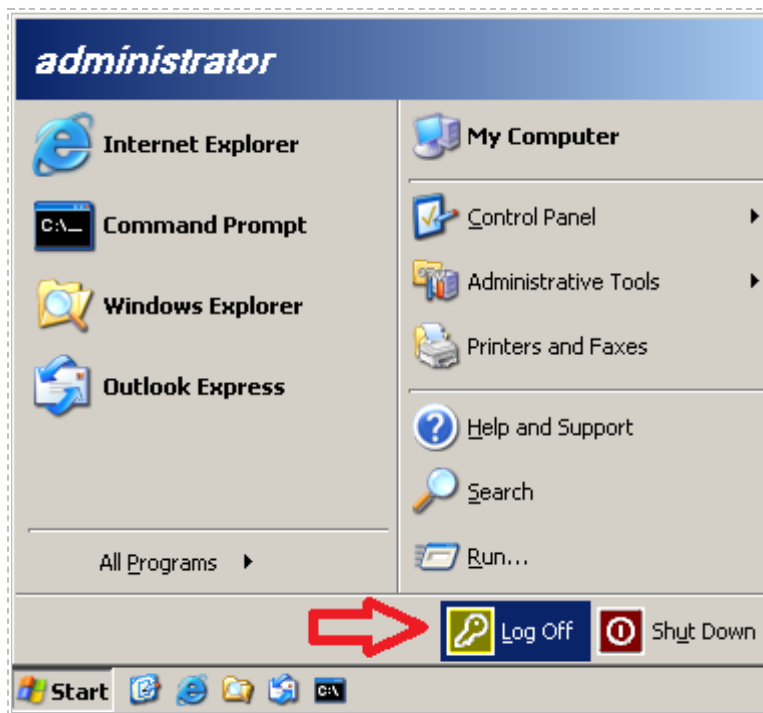 administrator
Internet Explorer
Command Prompt
Windows Explorer
Outlook Express
All Programs
My Computer
Control Panel
Administrative Tools
Printers and Faxes
Help and Support
Search
Run...
Log Off
Shut Down
Start